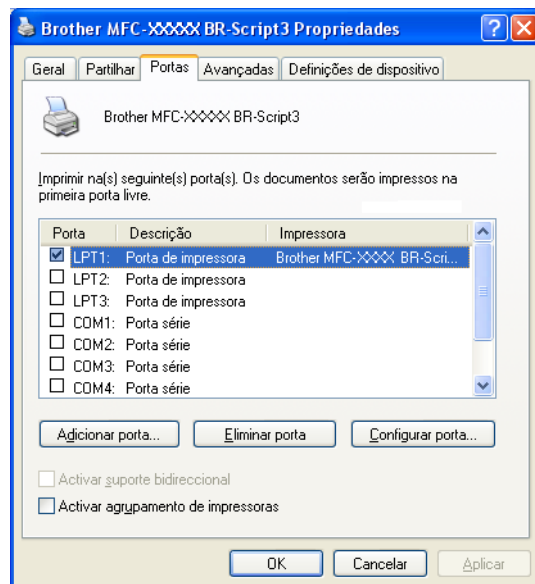 Brother MFC-XXXXX BR-Script3 Propriedades
Geral Partilhar Portas Avançadas Definições de dispositivo
Brother MFC-XXXXX BR-Script3
Imprimir na(s) seguinte(s) porta(s). Os documentos serão impressos na
primeira porta livre.
Porta Descrição Impressora
LPT1: Porta de impressora Brother MFC-XXXX BR-Scri...
LPT2: Porta de impressora
LPT3: Porta de impressora
COM1: Porta série
COM2: Porta série
COM3: Porta série
COM4: Porta série
Adicionar porta... Eliminar porta Configurar porta...
Activar suporte bidireccional
Activar agrupamento de impressoras
OK Cancelar Aplicar